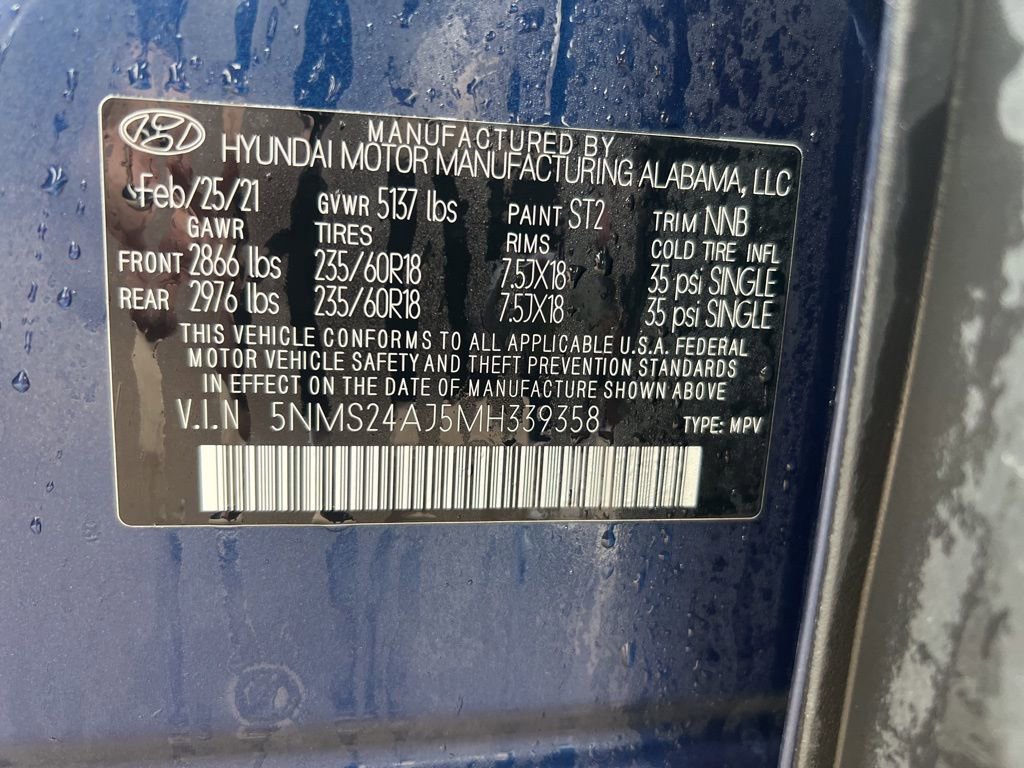 MANUFACTURED BY
HYUNDAI MOTOR MANUFACTURING ALABAMA, LLC
Feb/25/21 GVWR 5137 lbs PAINT ST2 TRIM NNB
GAWR TIRES RIMS COLD TIRE INFL
FRONT 2866 lbs 235/60R18 7.5JX18 35 psi SINGLE
REAR 2976 lbs 235/60R18 7.5JX18 35 psi SINGLE
THIS VEHICLE CONFORMS TO ALL APPLICABLE U.S.A. FEDERAL
MOTOR VEHICLE SAFETY AND THEFT PREVENTION STANDARDS
IN EFFECT ON THE DATE OF MANUFACTURE SHOWN ABOVE
V.I.N 5NMS24AJ5MH339358 TYPE: MPV